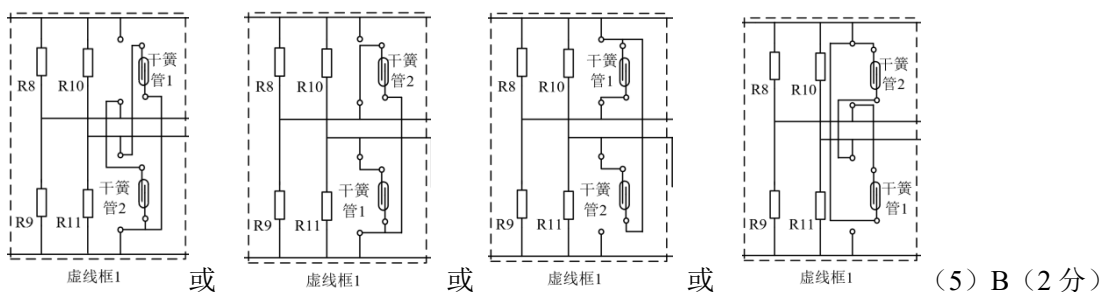 R8 R10 干簧
管1
R9 R11 干簧
管2
虚线框1
或
R8 R10 干簧
管2
R9 R11 干簧
管1
虚线框1
或
R8 R10 干簧
管1
R9 R11 干簧
管2
虚线框1
或
R8 R10 干簧
管2
R9 R11 干簧
管1
虚线框1
（5）B（2 分）